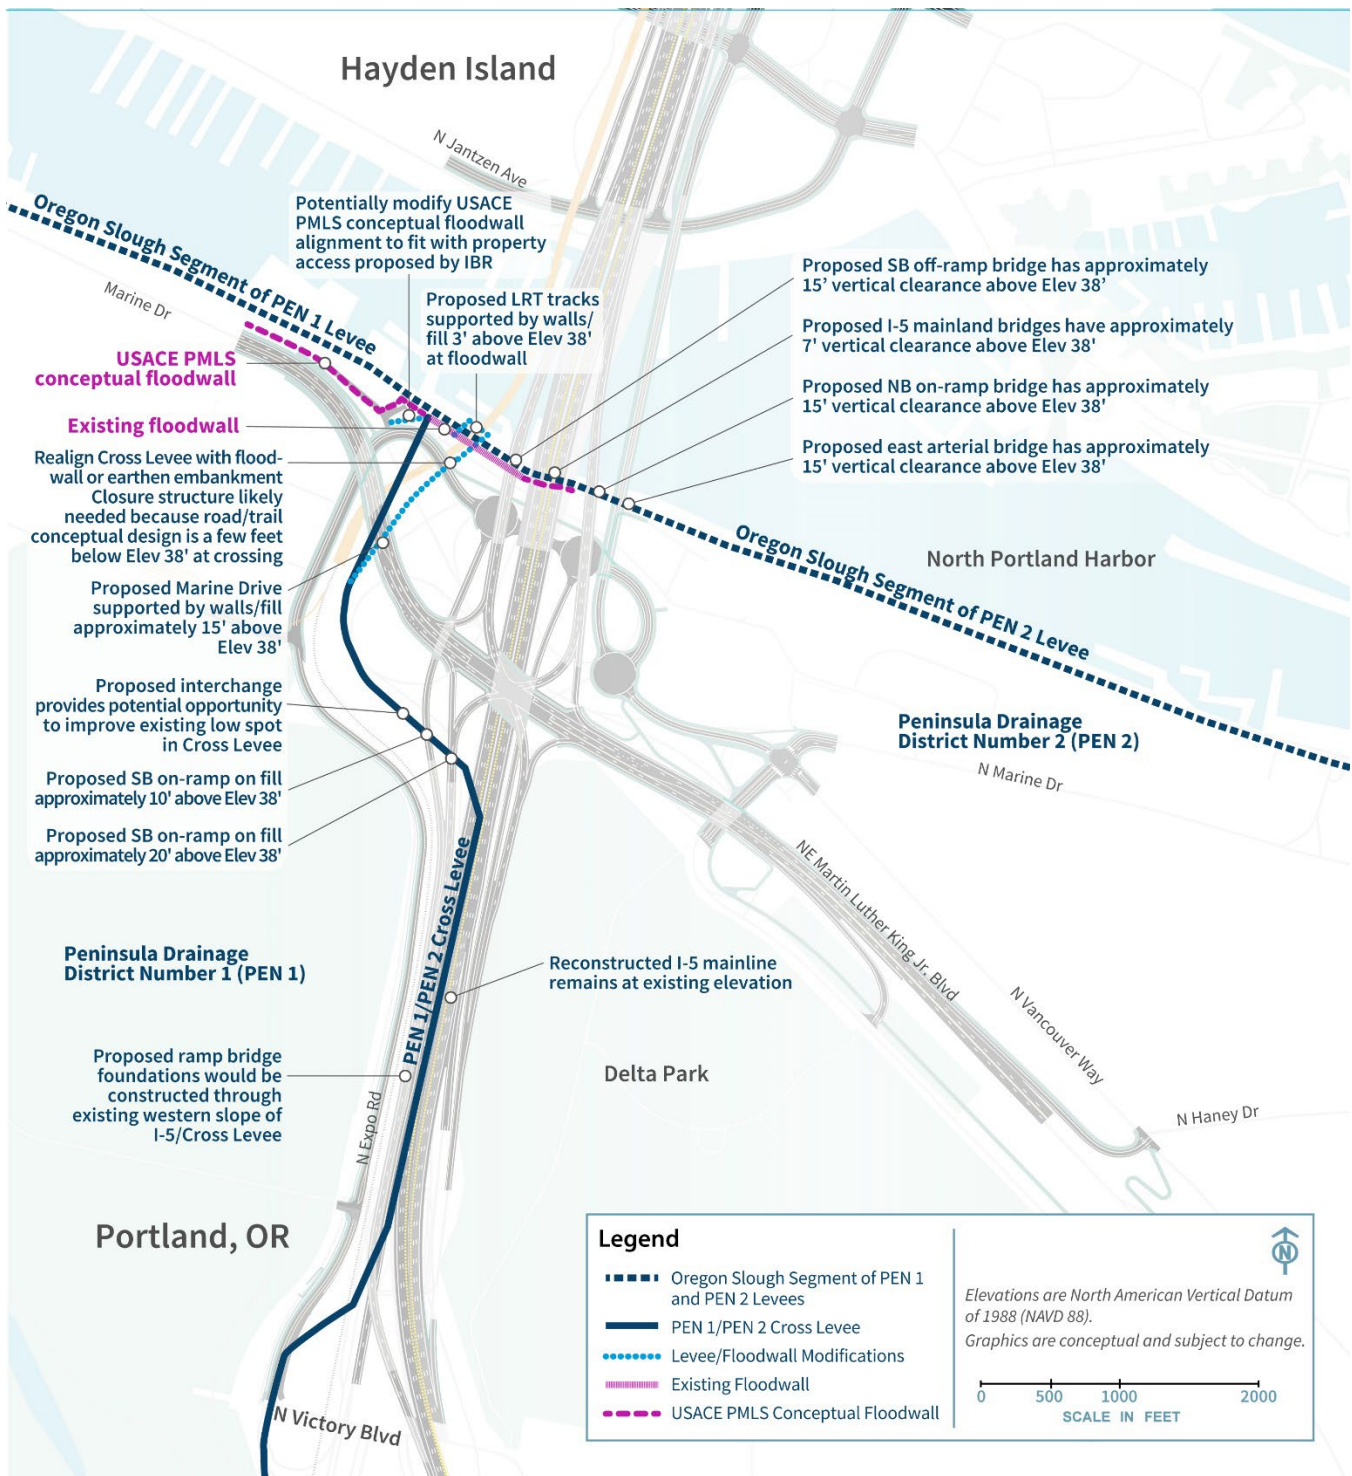 Hayden Island
N Jantzen Ave
Oregon Slough Segment of PEN 1 Levee
Marine Dr
Potentially modify USACE
PMLS conceptual floodwall
alignment to fit with property
access proposed by IBR
Proposed LRT tracks
supported by walls/
fill 3' above Elev 38'
at floodwall
Proposed SB off-ramp bridge has approximately
15’ vertical clearance above Elev 38’
Proposed I-5 mainland bridges have approximately
7' vertical clearance above Elev 38'
Proposed NB on-ramp bridge has approximately
15' vertical clearance above Elev 38'
Proposed east arterial bridge has approximately
15' vertical clearance above Elev 38'
USACE PMLS
conceptual floodwall
Existing floodwall
Realign Cross Levee with flood-
wall or earthen embankment
Closure structure likely
needed because road/trail
conceptual design is a few feet
below Elev 38' at crossing
Proposed Marine Drive
supported by walls/fill
approximately 15' above
Elev 38'
Proposed interchange
provides potential opportunity
to improve existing low spot
in Cross Levee
Proposed SB on-ramp on fill
approximately 10' above Elev 38'
Proposed SB on-ramp on fill
approximately 20' above Elev 38'
Oregon Slough Segment of PEN 2 Levee
North Portland Harbor
Peninsula Drainage
District Number 2 (PEN 2)
N Marine Dr
NE Martin Luther King Jr. Blvd
N Vancouver Way
N Haney Dr
Peninsula Drainage
District Number 1 (PEN 1)
PEN 1/PEN 2 Cross Levee
Reconstructed I-5 mainline
remains at existing elevation
Delta Park
Proposed ramp bridge
foundations would be
constructed through
existing western slope of
I-5/Cross Levee
N Expo Rd
Portland, OR
N Victory Blvd
Legend
Oregon Slough Segment of PEN 1
and PEN 2 Levees
PEN 1/PEN 2 Cross Levee
Levee/Floodwall Modifications
Existing Floodwall
USACE PMLS Conceptual Floodwall
N
Elevations are North American Vertical Datum
of 1988 (NAVD 88).
Graphics are conceptual and subject to change.
0 500 1000 2000
SCALE IN FEET